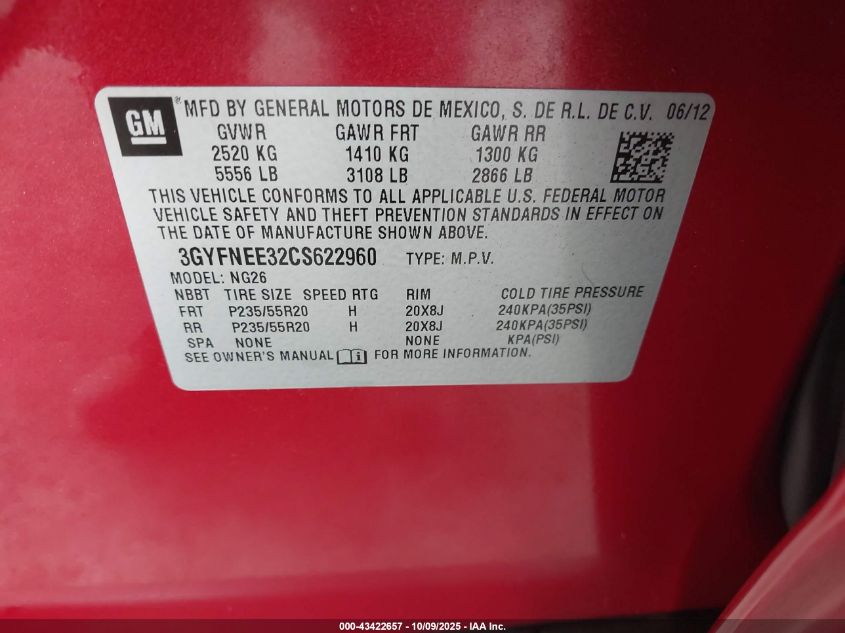 GM ® MFD BY GENERAL MOTORS DE MEXICO, S. DE R.L. DE C.V. 06/12
GVWR GAWR FRT GAWR RR
2520 KG 1410 KG 1300 KG
5556 LB 3108 LB 2866 LB
THIS VEHICLE CONFORMS TO ALL APPLICABLE U.S. FEDERAL MOTOR
VEHICLE SAFETY AND THEFT PREVENTION STANDARDS IN EFFECT ON
THE DATE OF MANUFACTURE SHOWN ABOVE.
3GYFNEE32CS622960 TYPE: M.P.V.
MODEL: NG26
NBBT TIRE SIZE SPEED RTG RIM COLD TIRE PRESSURE
FRT P235/55R20 H 20X8J 240KPA(35PSI)
RR P235/55R20 H 20X8J 240KPA(35PSI)
SPA NONE NONE KPA(PSI)
SEE OWNER'S MANUAL FOR MORE INFORMATION.
000-43422657 - 10/09/2025 - IAA Inc.